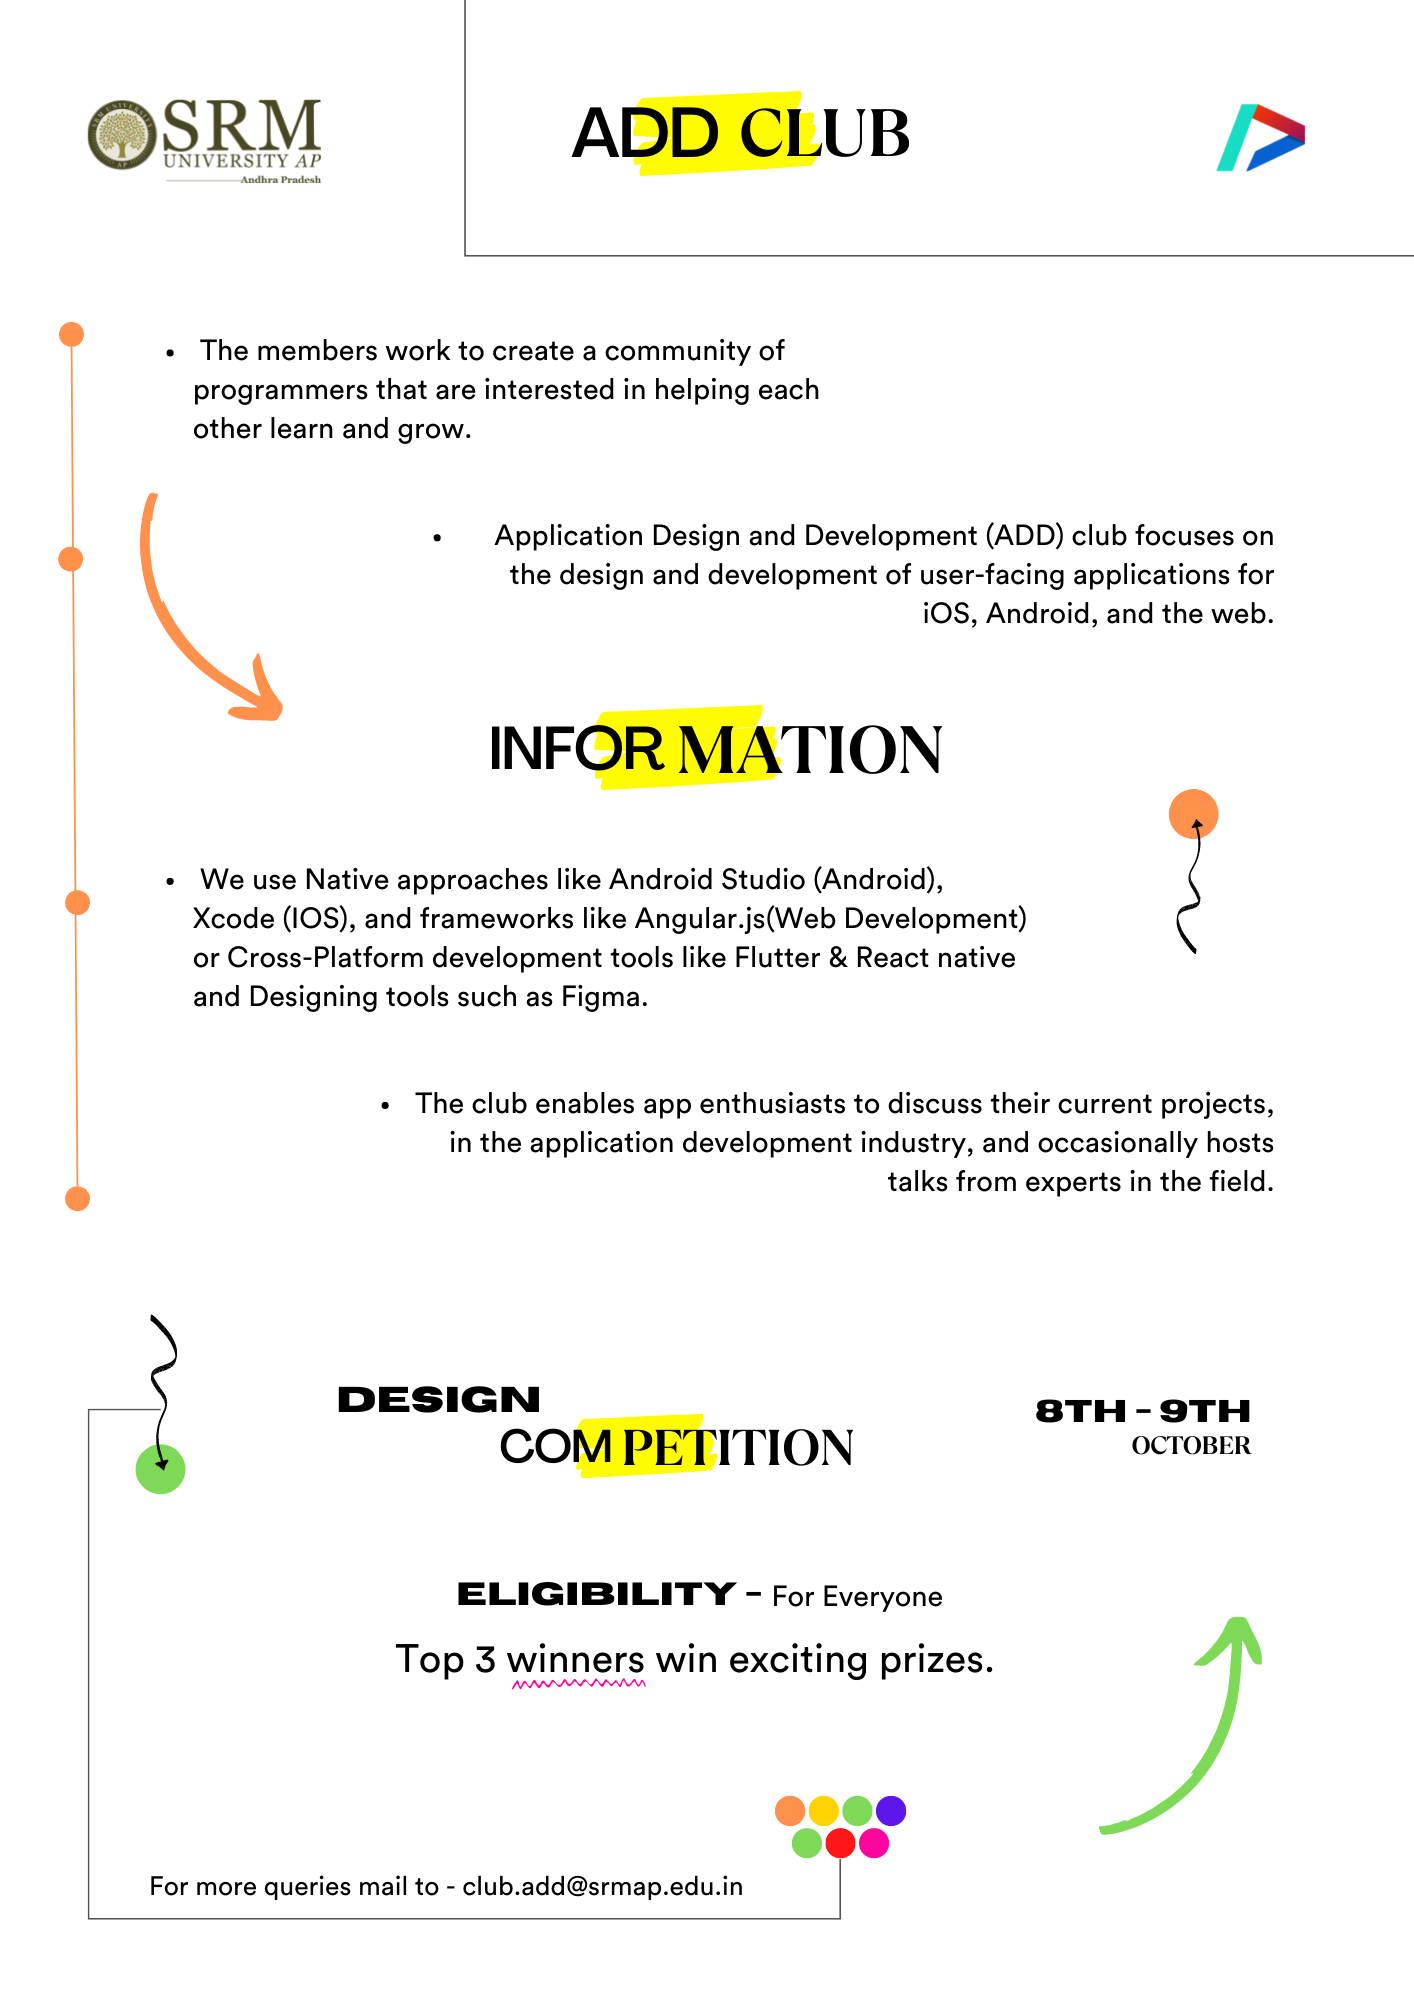 SRM
UNIVERSITY AP
Andhra Pradesh
ADD CLUB
• The members work to create a community of
programmers that are interested in helping each
other learn and grow.
• Application Design and Development (ADD) club focuses on
the design and development of user-facing applications for
iOS, Android, and the web.
INFOR MATION
• We use Native approaches like Android Studio (Android),
Xcode (IOS), and frameworks like Angular.js(Web Development)
or Cross-Platform development tools like Flutter & React native
and Designing tools such as Figma.
• The club enables app enthusiasts to discuss their current projects,
in the application development industry, and occasionally hosts
talks from experts in the field.
DESIGN
COM PETITION
8TH - 9TH
OCTOBER
ELIGIBILITY - For Everyone
Top 3 winners win exciting prizes.
For more queries mail to - club.add@srmap.edu.in